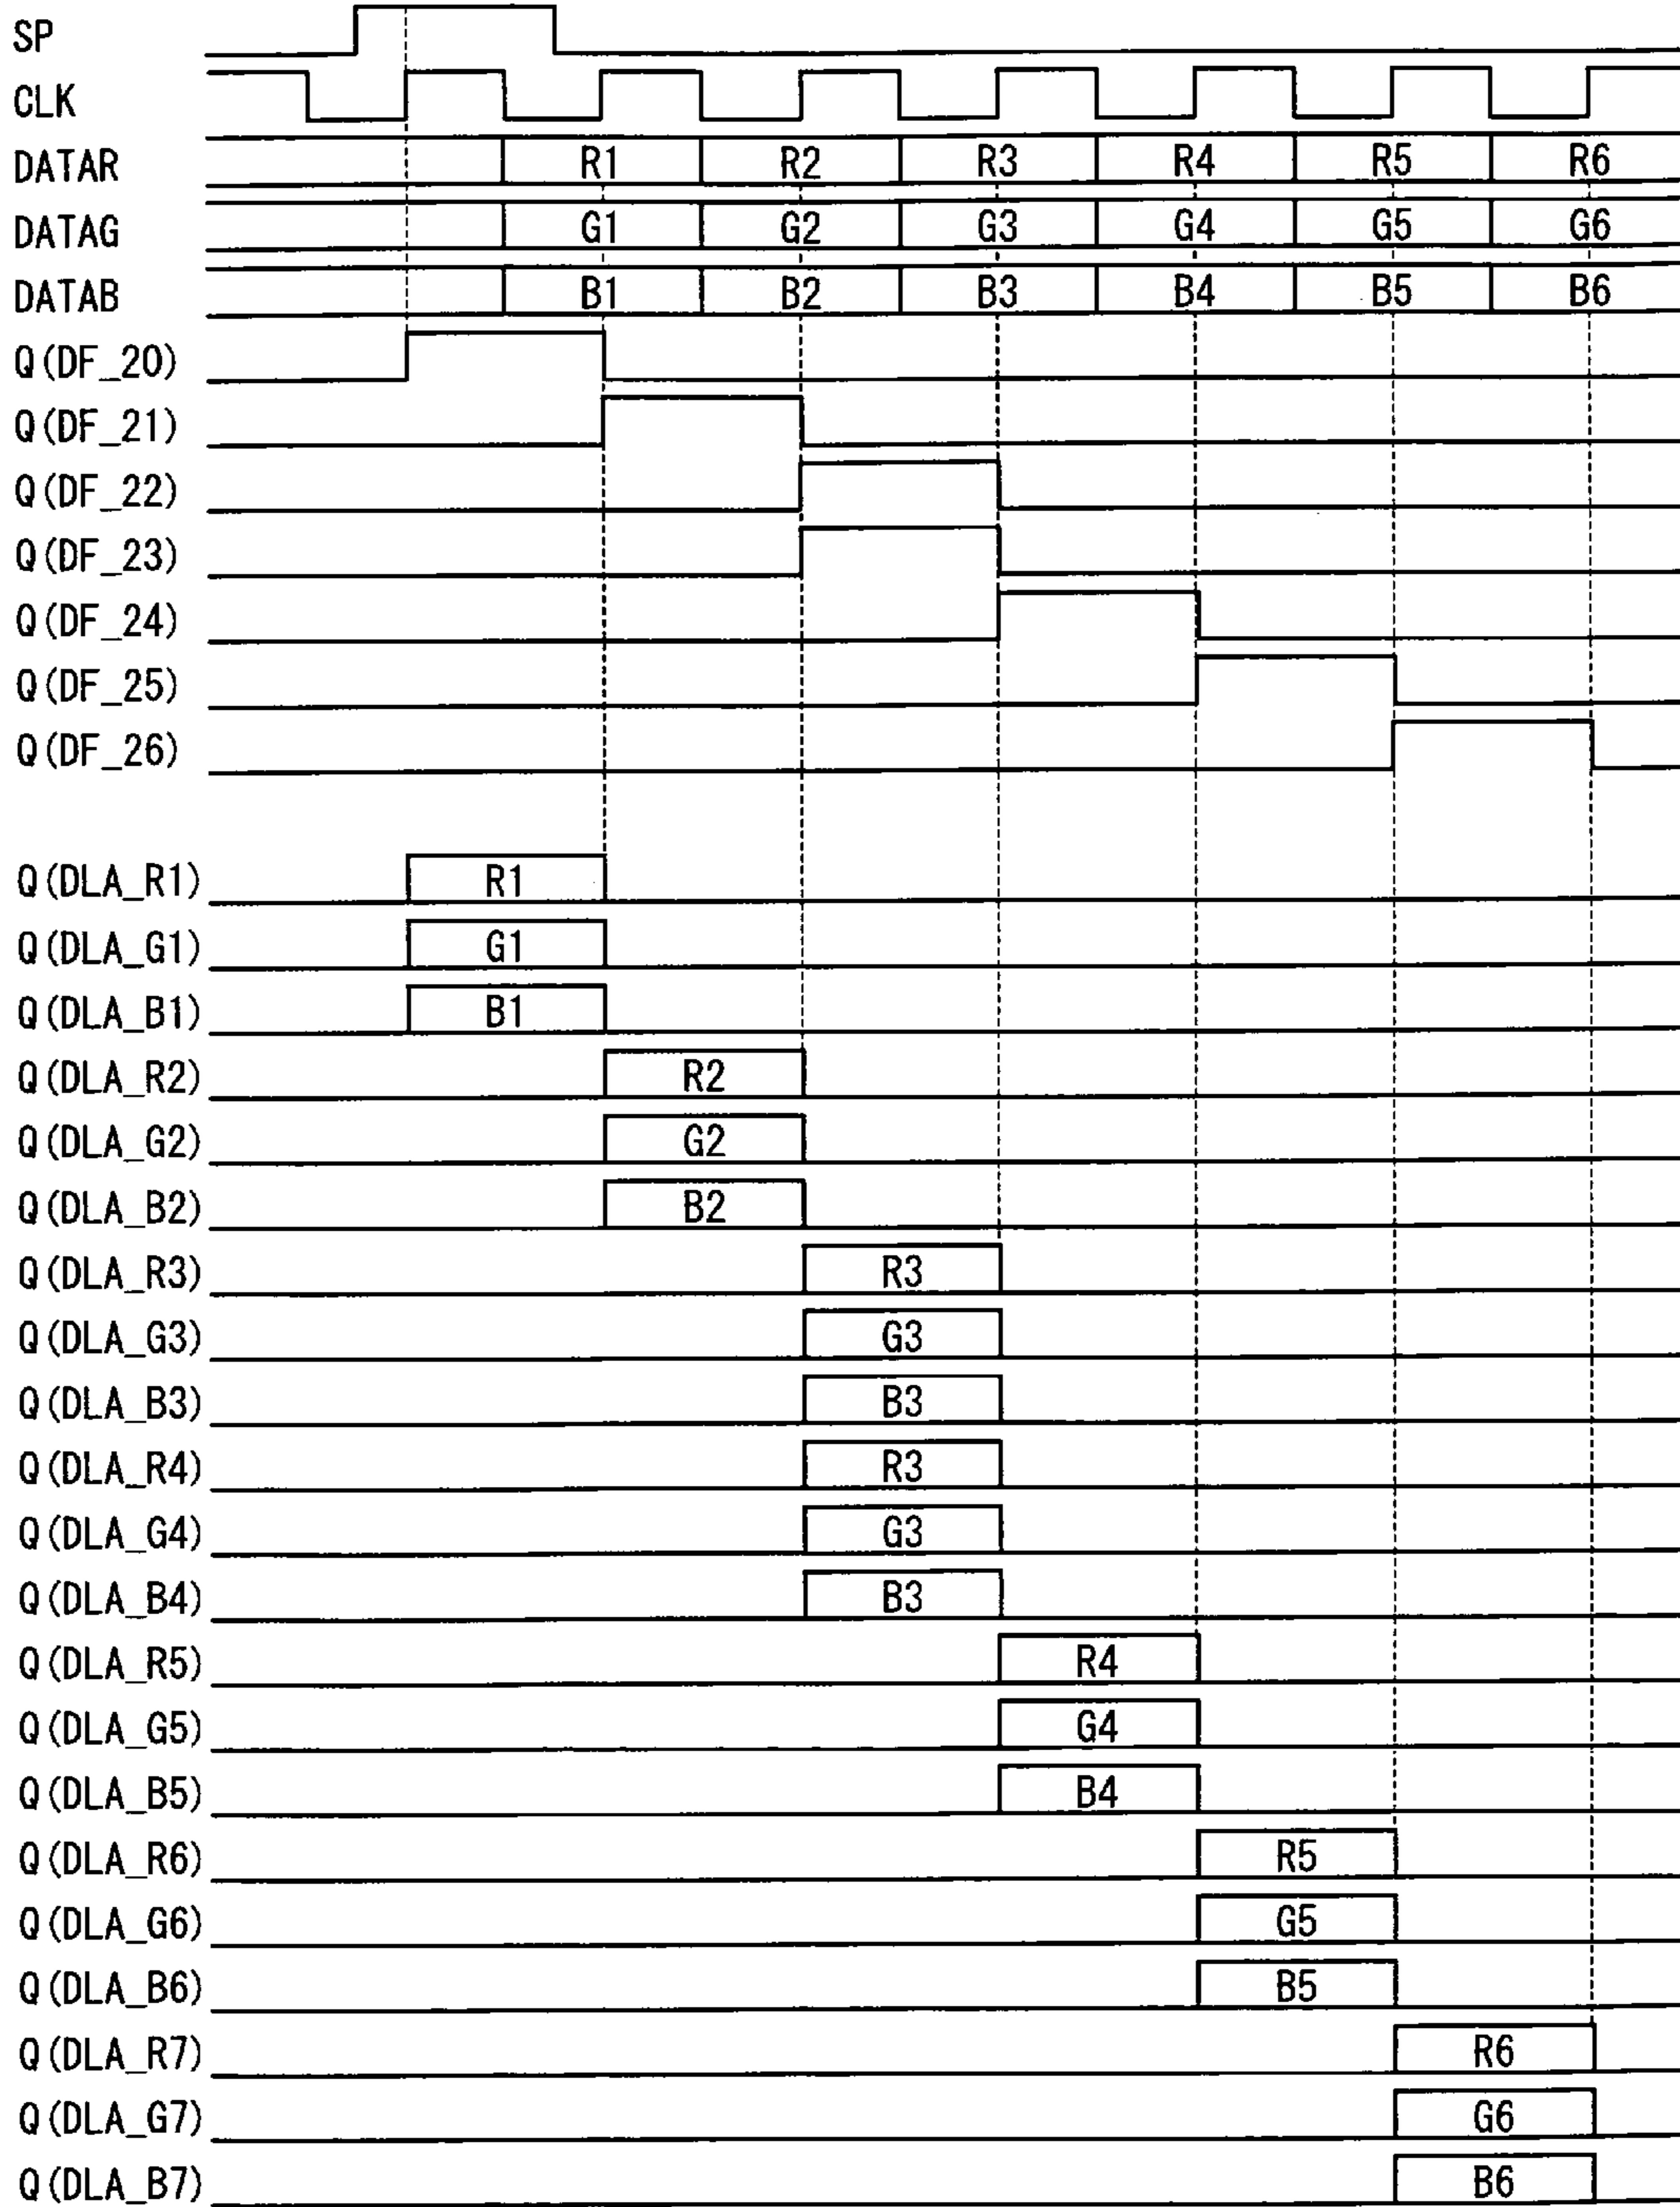 SP
CLK
DATAR R1 R2 R3 R4 R5 R6
DATAG G1 G2 G3 G4 G5 G6
DATAB B1 B2 B3 B4 B5 B6
Q(DF_20)
Q(DF_21)
Q(DF_22)
Q(DF_23)
Q(DF_24)
Q(DF_25)
Q(DF_26)
Q(DLA_R1) R1
Q(DLA_G1) G1
Q(DLA_B1) B1
Q(DLA_R2) R2
Q(DLA_G2) G2
Q(DLA_B2) B2
Q(DLA_R3) R3
Q(DLA_G3) G3
Q(DLA_B3) B3
Q(DLA_R4) R3
Q(DLA_G4) G3
Q(DLA_B4) B3
Q(DLA_R5) R4
Q(DLA_G5) G4
Q(DLA_B5) B4
Q(DLA_R6) R5
Q(DLA_G6) G5
Q(DLA_B6) B5
Q(DLA_R7) R6
Q(DLA_G7) G6
Q(DLA_B7) B6